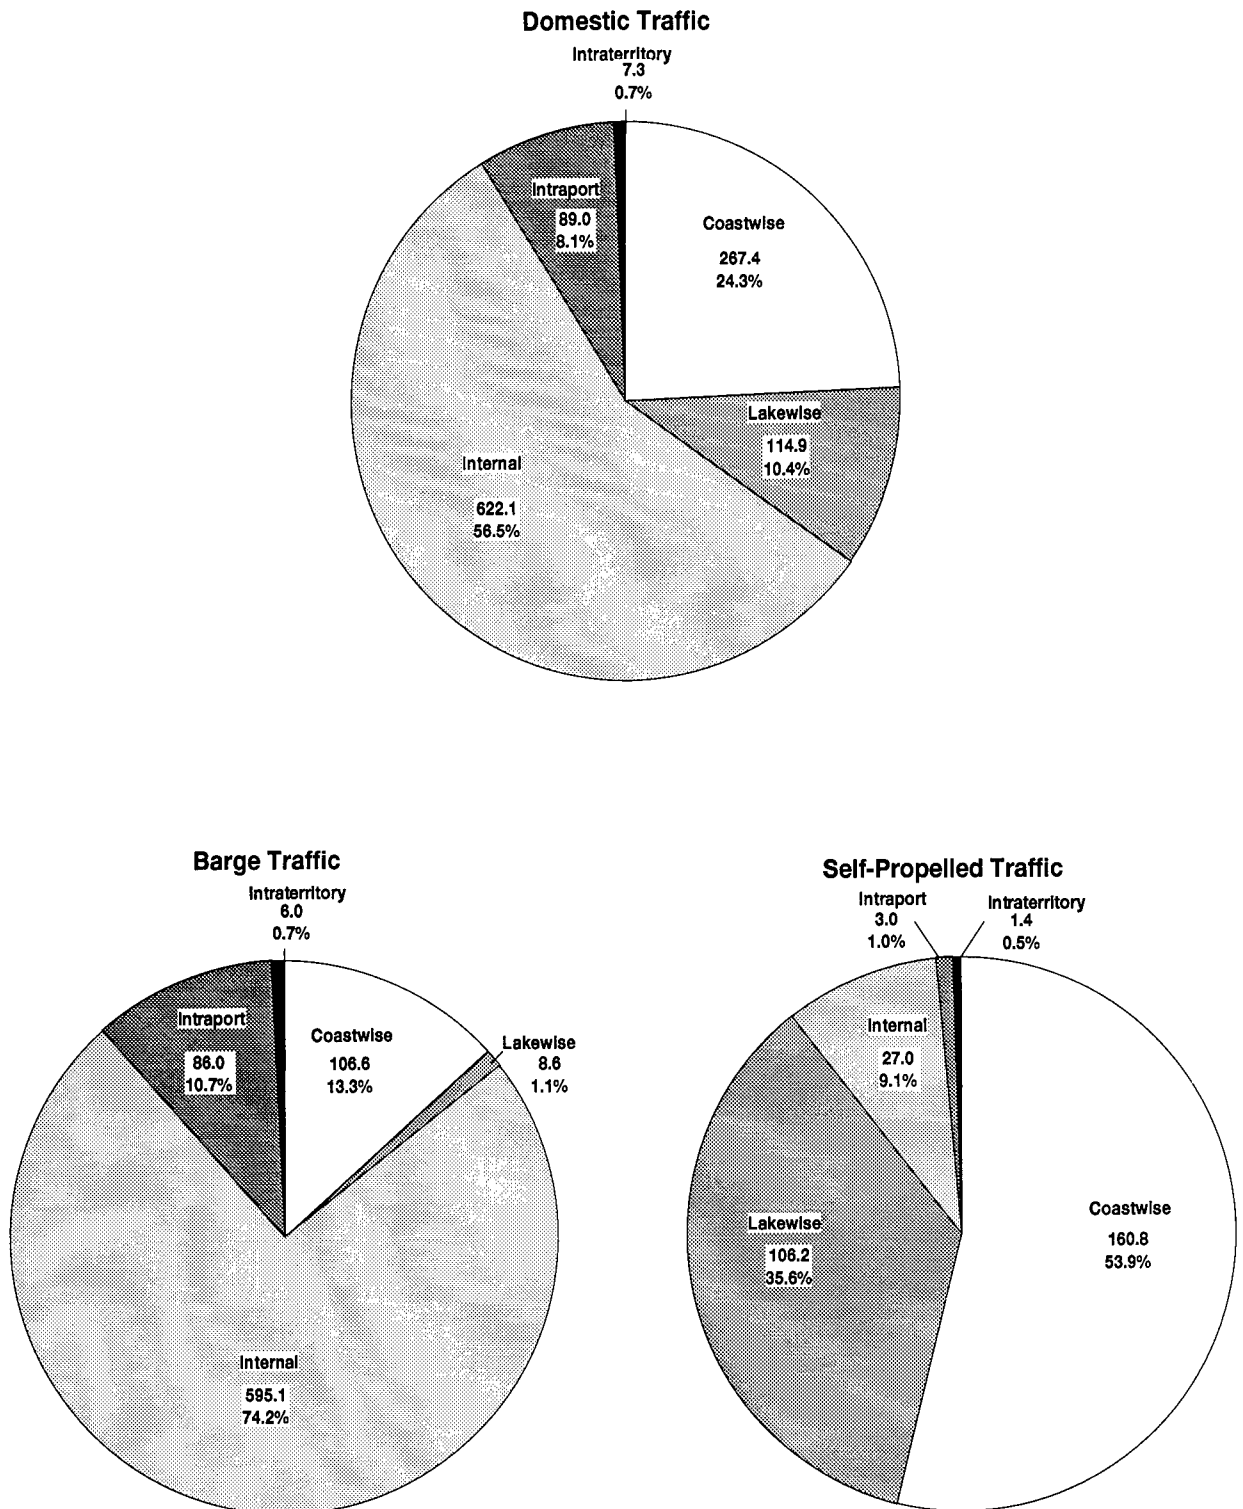 Domestic Traffic
Intraterritory
7.3
0.7%
Intraport
89.0
8.1%
Coastwise
267.4
24.3%
Lakewise
114.9
10.4%
Internal
622.1
56.5%
Barge Traffic
Intraterritory
6.0
0.7%
Intraport
86.0
10.7%
Coastwise
106.6
13.3%
Lakewise
8.6
1.1%
Internal
595.1
74.2%
Self-Propelled Traffic
Intraport
3.0
1.0%
Intraterritory
1.4
0.5%
Internal
27.0
9.1%
Lakewise
106.2
35.6%
Coastwise
160.8
53.9%